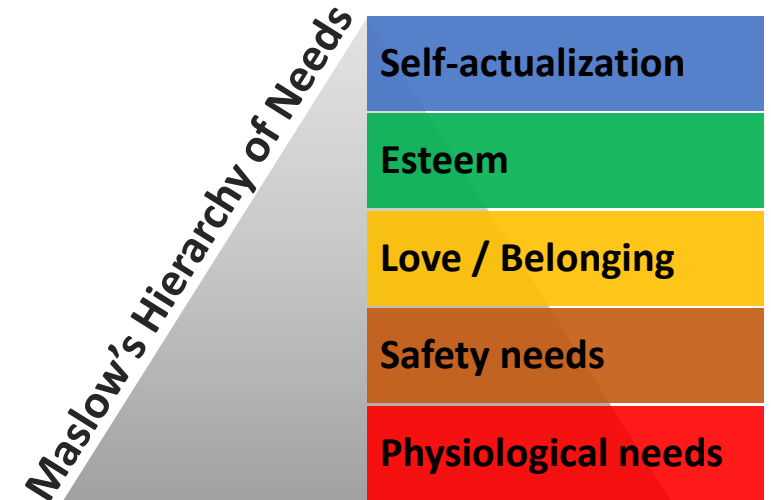 Maslow’s Hierarchy of Needs
Self-actualization
Esteem
Love / Belonging
Safety needs
Physiological needs